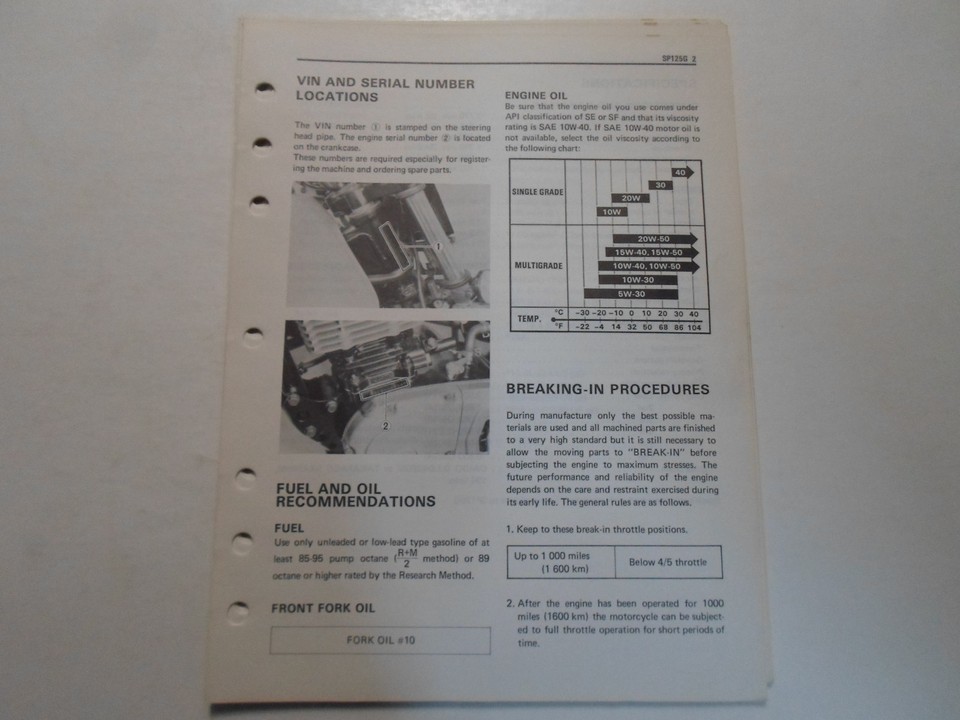 SP125G 2
VIN AND SERIAL NUMBER
LOCATIONS
The VIN number ① is stamped on the steering
head pipe. The engine serial number ② is located
on the crankcase.
These numbers are required especially for register-
ing the machine and ordering spare parts.
1
2
FUEL AND OIL
RECOMMENDATIONS
FUEL
Use only unleaded or low-lead type gasoline of at
least 85-95 pump octane (R+M/2 method) or 89
octane or higher rated by the Research Method.
FRONT FORK OIL
FORK OIL #10
ENGINE OIL
Be sure that the engine oil you use comes under
API classification of SE or SF and that its viscosity
rating is SAE 10W-40. If SAE 10W-40 motor oil is
not available, select the oil viscosity according to
the following chart:
SINGLE GRADE
40
30
20W
10W
MULTIGRADE
20W-50
15W-40, 15W-50
10W-40, 10W-50
10W-30
5W-30
TEMP.
°C -30 -20 -10 0 10 20 30 40
°F -22 -4 14 32 50 68 86 104
BREAKING-IN PROCEDURES
During manufacture only the best possible ma-
terials are used and all machined parts are finished
to a very high standard but it is still necessary to
allow the moving parts to "BREAK-IN" before
subjecting the engine to maximum stresses. The
future performance and reliability of the engine
depends on the care and restraint exercised during
its early life. The general rules are as follows.
1. Keep to these break-in throttle positions.
Up to 1 000 miles
(1 600 km)
Below 4/5 throttle
2. After the engine has been operated for 1000
miles (1600 km) the motorcycle can be subject-
ed to full throttle operation for short periods of
time.